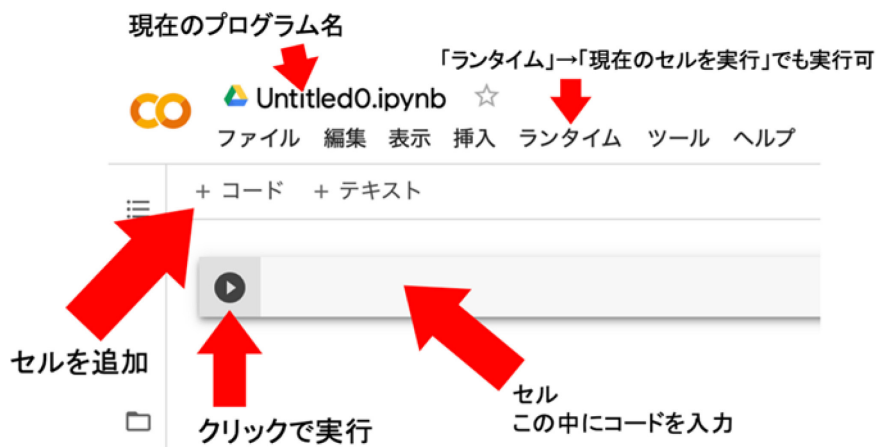 現在のプログラム名
「ランタイム」→「現在のセルを実行」でも実行可
Untitled0.ipynb
ファイル 編集 表示 挿入 ランタイム ツール ヘルプ
+ コード + テキスト
セルを追加
クリックで実行
セル
この中にコードを入力